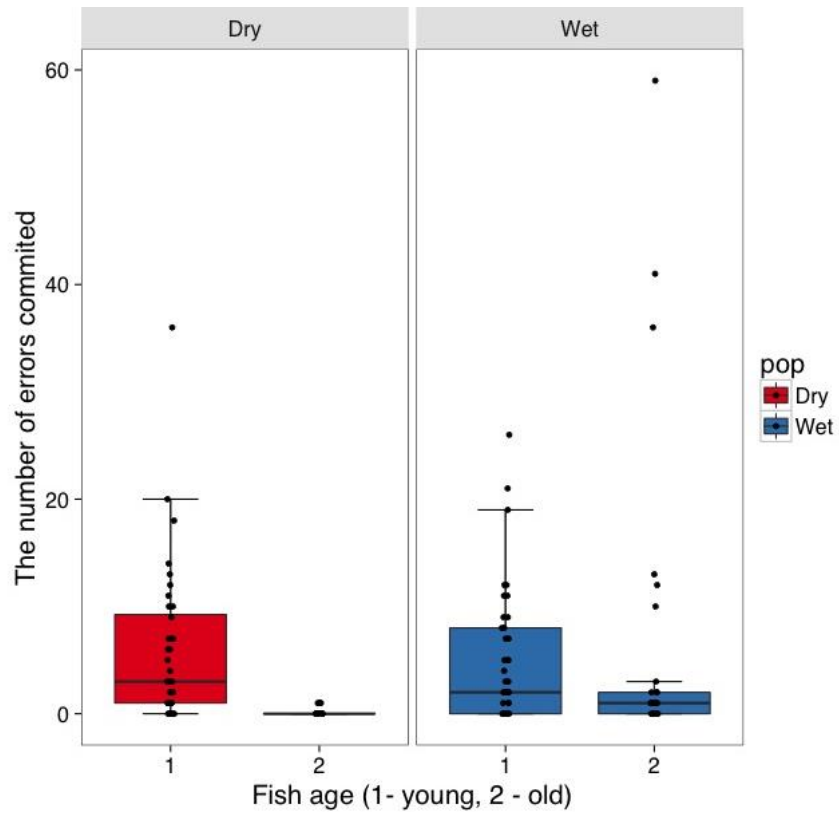 Dry
Wet
60
40
20
0
The number of errors commited
1
2
1
2
Fish age (1- young, 2 - old)
pop
Dry
Wet